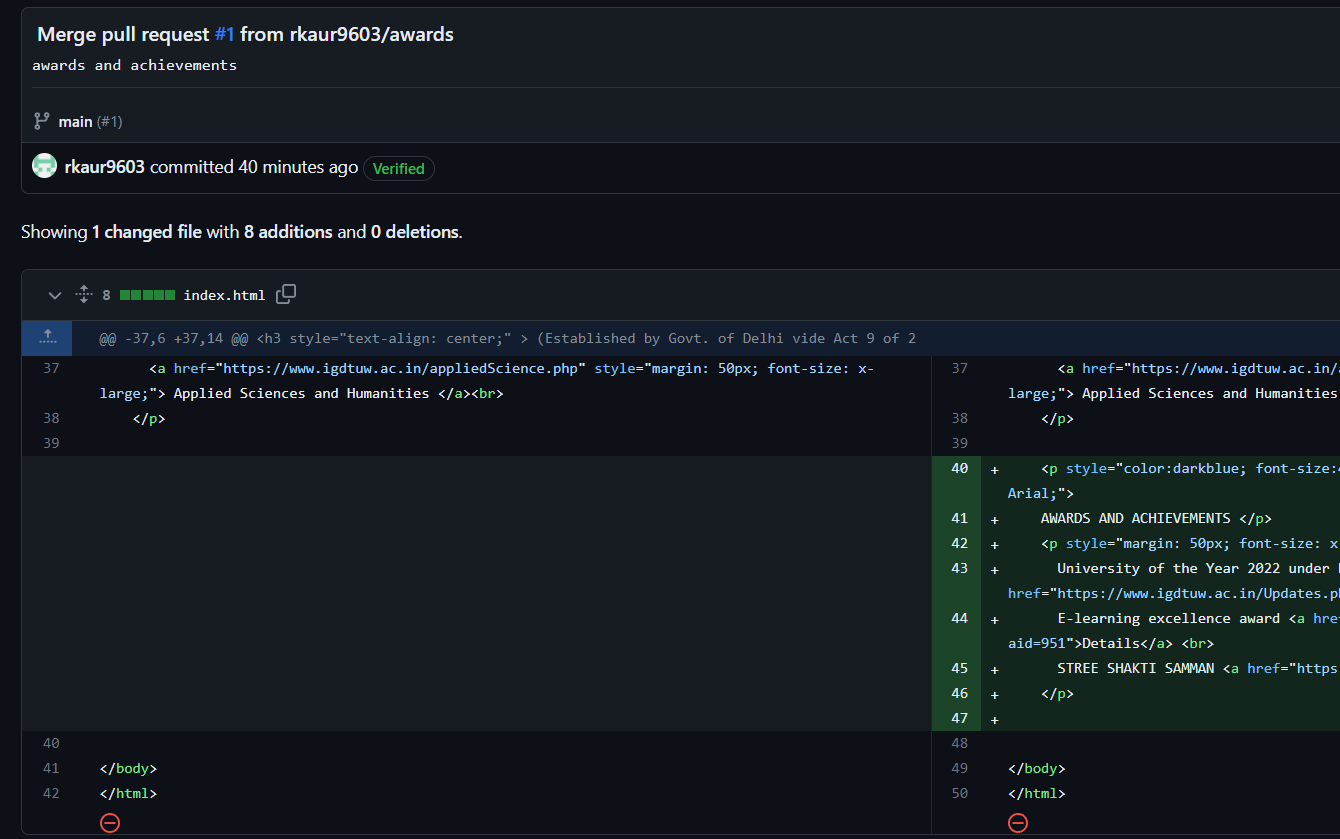 Merge pull request #1 from rkaur9603/awards
awards and achievements
main (#1)
rkaur9603 committed 40 minutes ago Verified
Showing 1 changed file with 8 additions and 0 deletions.
8 index.html
@@ -37,6 +37,14 @@ <h3 style="text-align: center;" > (Established by Govt. of Delhi vide Act 9 of 2
37 <a href="https://www.igdtuw.ac.in/appliedScience.php" style="margin: 50px; font-size: x-
large;"> Applied Sciences and Humanities </a><br>
38 </p>
39
40
41 </body>
42 </html>
37 <a href="https://www.igdtuw.ac.in/
large;"> Applied Sciences and Humanities
38 </p>
39
40 + <p style="color:darkblue; font-size:
Arial;">
41 + AWARDS AND ACHIEVEMENTS </p>
42 + <p style="margin: 50px; font-size: x
43 + University of the Year 2022 under
href="https://www.igdtuw.ac.in/Updates.p
44 + E-learning excellence award <a hre
aid=951">Details</a> <br>
45 + STREE SHAKTI SAMMAN <a href="https
46 + </p>
47 +
48
49 </body>
50 </html>